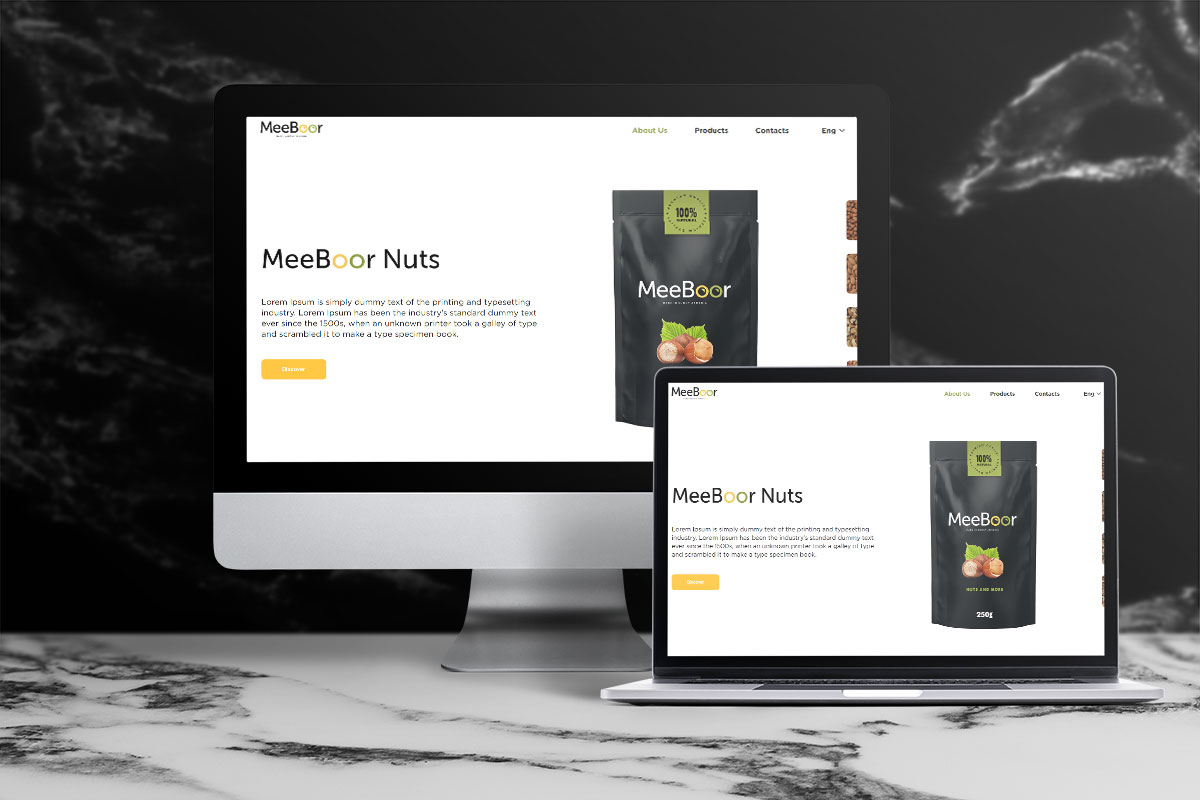 MeeBoor
About Us Products Contacts Eng
100%
NATURAL
MeeBoor Nuts
MeeBoor
Lorem Ipsum is simply dummy text of the printing and typesetting
industry. Lorem Ipsum has been the industry's standard dummy text
ever since the 1500s, when an unknown printer took a galley of type
and scrambled it to make a type specimen book.
Discover
MeeBoor
About Us Products Contacts Eng
100%
NATURAL
MeeBoor Nuts
MeeBoor
Lorem Ipsum is simply dummy text of the printing and typesetting
industry. Lorem Ipsum has been the industry's standard dummy text
ever since the 1500s, when an unknown printer took a galley of type
and scrambled it to make a type specimen book.
Discover
NUTS AND MORE
250g